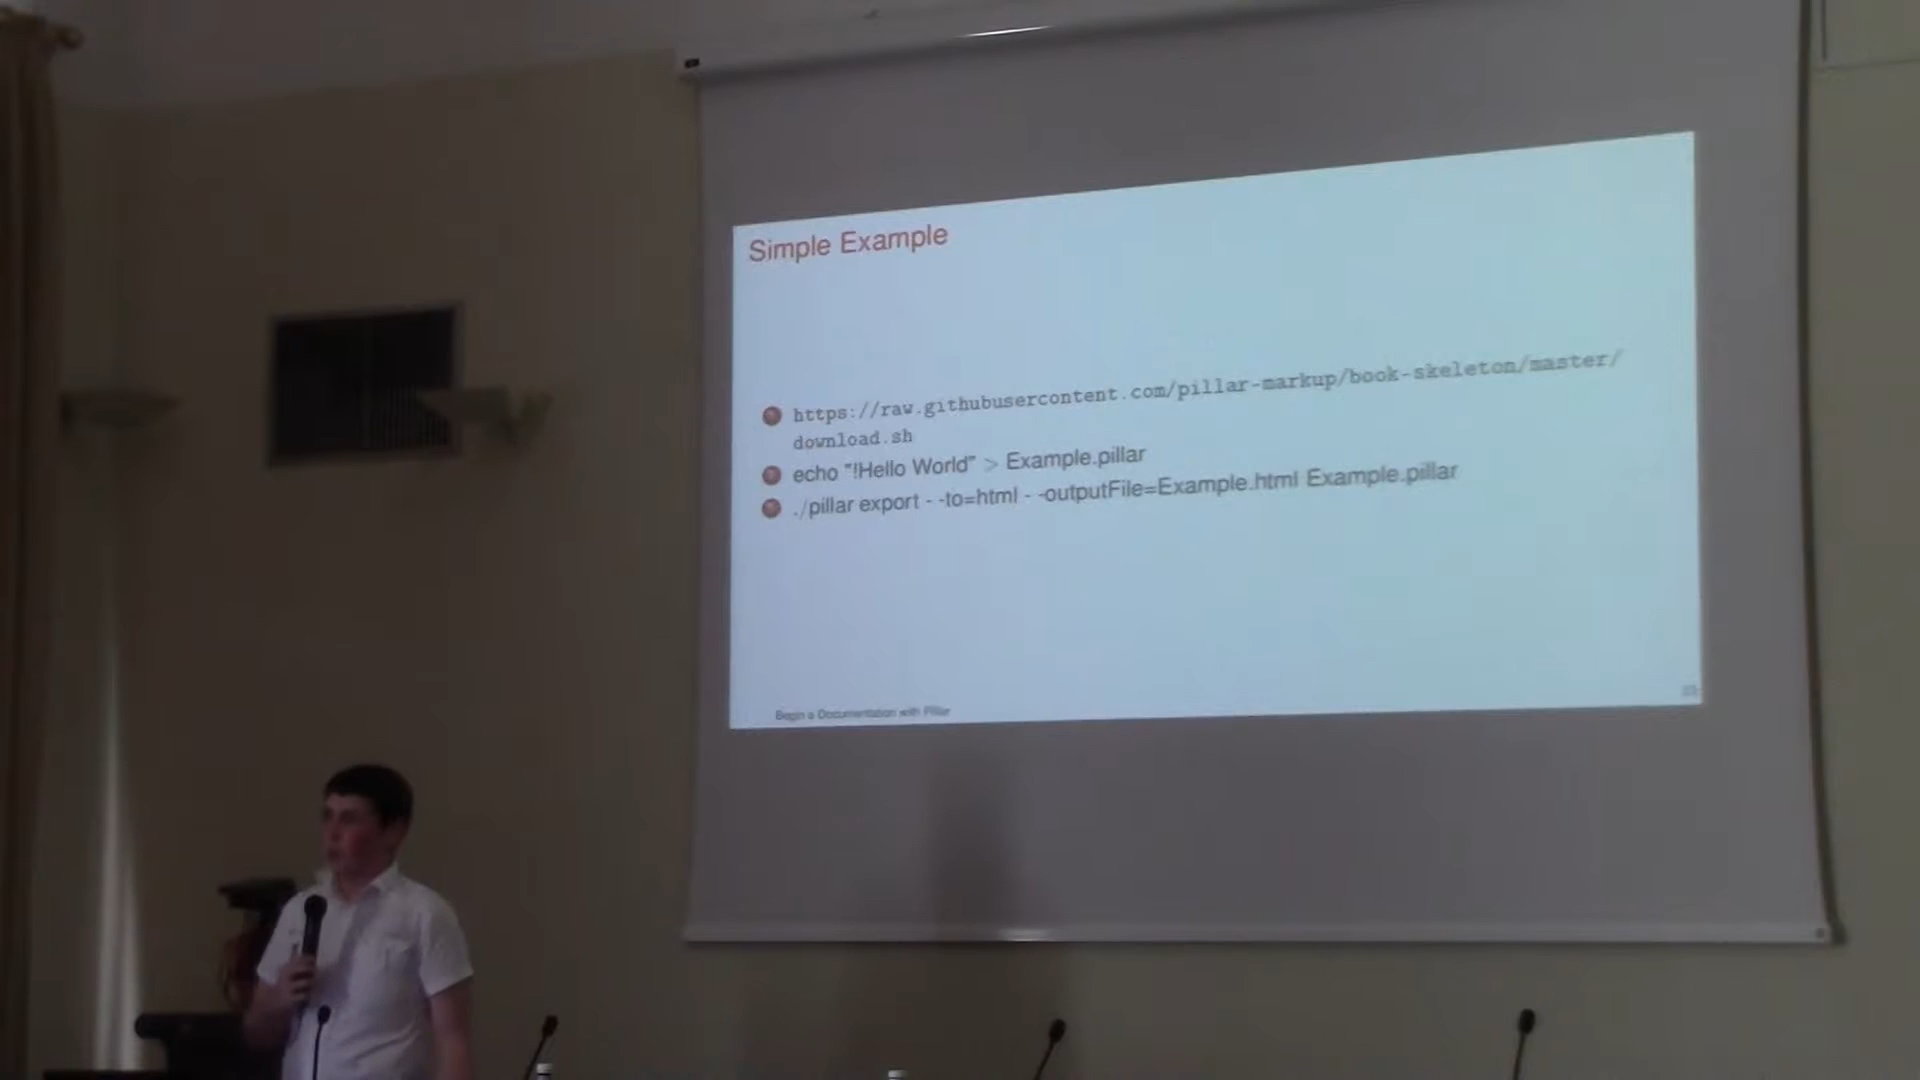 Simple Example
https://raw.githubusercontent.com/pillar-markup/book-skeleton/master/
download.sh
echo "!Hello World" > Example.pillar
./pillar export - -to=html - -outputFile=Example.html Example.pillar
Begin a Documentation with Pillar